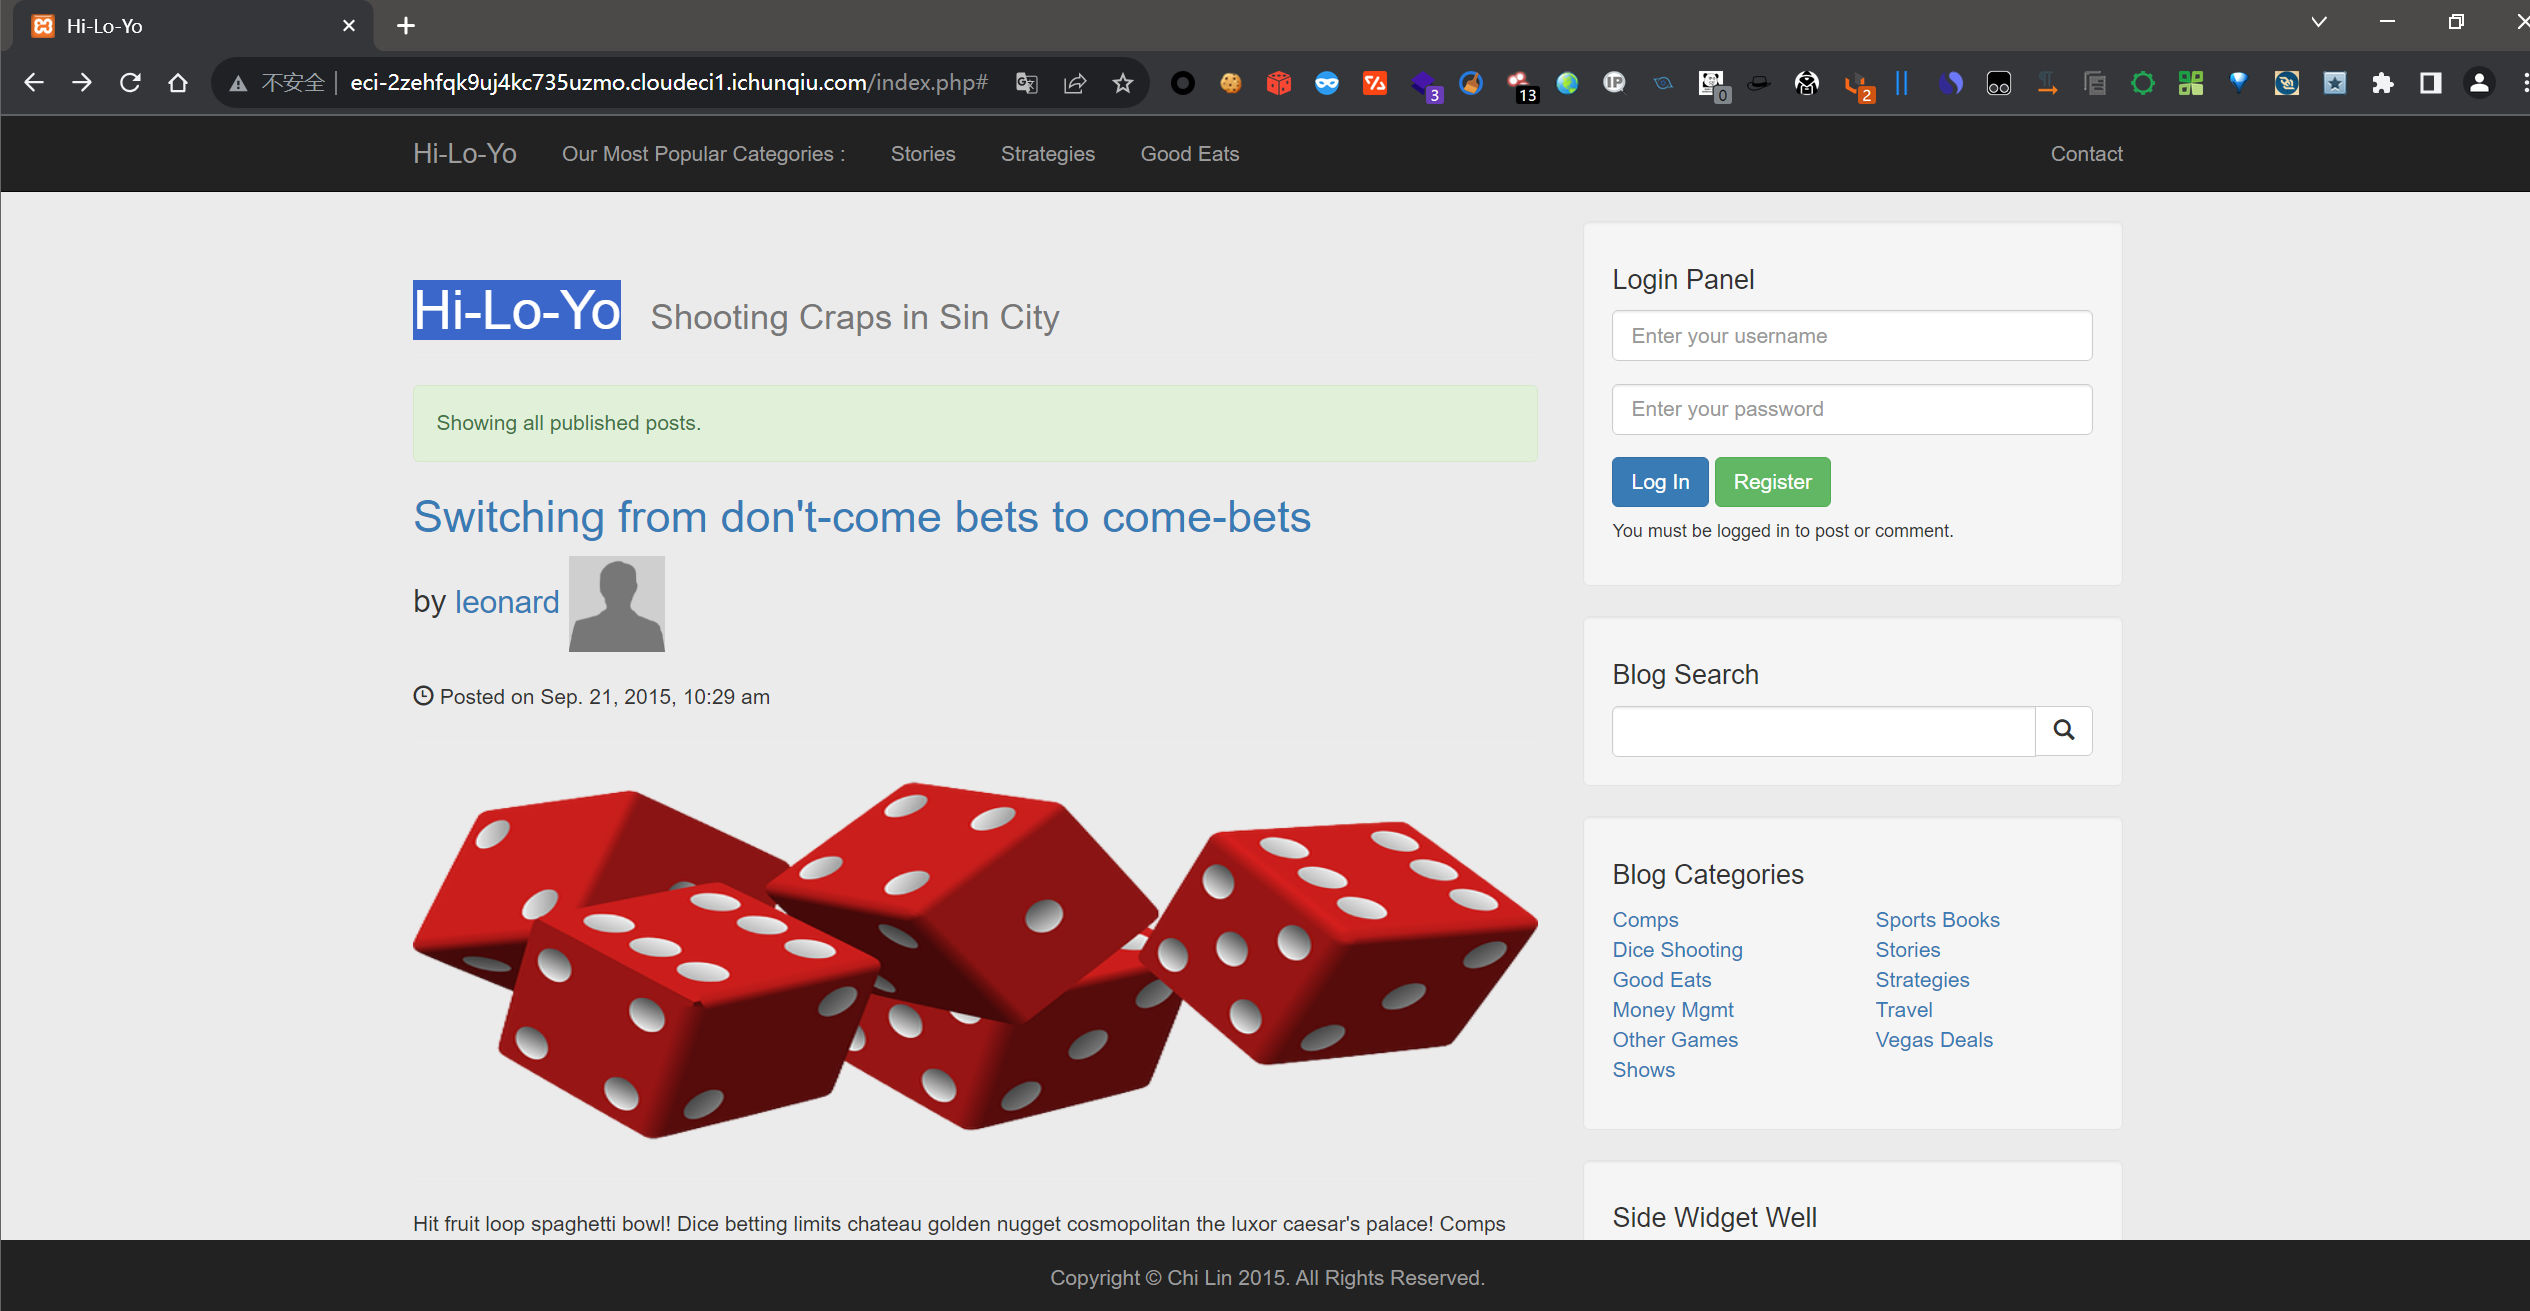 Hi-Lo-Yo
不安全 eci-2zehfqk9uj4kc735uzmo.cloudeci1.ichunqiu.com/index.php#
3
13
IP
0
2
Hi-Lo-Yo Our Most Popular Categories : Stories Strategies Good Eats Contact
Hi-Lo-Yo Shooting Craps in Sin City
Showing all published posts.
Switching from don't-come bets to come-bets
by leonard
Posted on Sep. 21, 2015, 10:29 am
Hit fruit loop spaghetti bowl! Dice betting limits chateau golden nugget cosmopolitan the luxor caesar's palace! Comps
Login Panel
Enter your username
Enter your password
Log In Register
You must be logged in to post or comment.
Blog Search
Blog Categories
Comps
Dice Shooting
Good Eats
Money Mgmt
Other Games
Shows
Sports Books
Stories
Strategies
Travel
Vegas Deals
Side Widget Well
Copyright © Chi Lin 2015. All Rights Reserved.